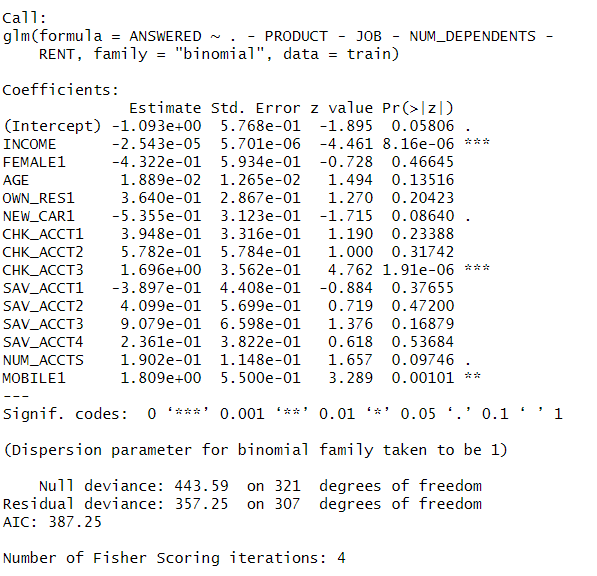 Call:
glm(formula = ANSWERED ~ . - PRODUCT - JOB - NUM_DEPENDENTS -
    RENT, family = "binomial", data = train)

Coefficients:
              Estimate Std. Error z value Pr(>|z|)
(Intercept) -1.093e+00  5.768e-01  -1.895  0.05806 .
INCOME      -2.543e-05  5.701e-06  -4.461 8.16e-06 ***
FEMALE1     -4.322e-01  5.934e-01  -0.728  0.46645
AGE          1.889e-02  1.265e-02   1.494  0.13516
OWN_RES1     3.640e-01  2.867e-01   1.270  0.20423
NEW_CAR1    -5.355e-01  3.123e-01  -1.715  0.08640 .
CHK_ACCT1    3.948e-01  3.316e-01   1.190  0.23388
CHK_ACCT2    5.782e-01  5.784e-01   1.000  0.31742
CHK_ACCT3    1.696e+00  3.562e-01   4.762 1.91e-06 ***
SAV_ACCT1   -3.897e-01  4.408e-01  -0.884  0.37655
SAV_ACCT2    4.099e-01  5.699e-01   0.719  0.47200
SAV_ACCT3    9.079e-01  6.598e-01   1.376  0.16879
SAV_ACCT4    2.361e-01  3.822e-01   0.618  0.53684
NUM_ACCTS    1.902e-01  1.148e-01   1.657  0.09746 .
MOBILE1      1.809e+00  5.500e-01   3.289  0.00101 **
---
Signif. codes:  0 ‘***’ 0.001 ‘**’ 0.01 ‘*’ 0.05 ‘.’ 0.1 ‘ ’ 1

(Dispersion parameter for binomial family taken to be 1)

    Null deviance: 443.59  on 321  degrees of freedom
Residual deviance: 357.25  on 307  degrees of freedom
AIC: 387.25

Number of Fisher Scoring iterations: 4